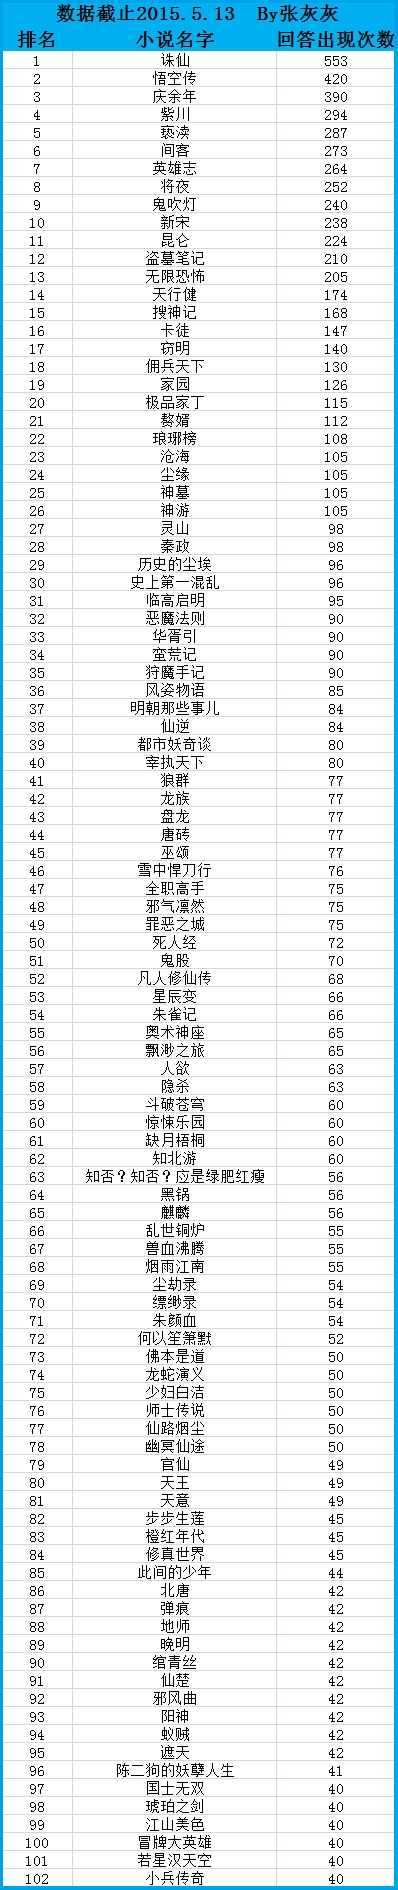 数据截止2015.5.13 By张灰灰
排名 小说名字 回答出现次数
1 诛仙 553
2 悟空传 420
3 庆余年 390
4 紫川 294
5 亵渎 287
6 间客 273
7 英雄志 264
8 将夜 252
9 鬼吹灯 240
10 新宋 238
11 昆仑 224
12 盗墓笔记 210
13 无限恐怖 205
14 天行健 174
15 搜神记 168
16 卡徒 147
17 窃明 140
18 佣兵天下 130
19 家园 126
20 极品家丁 115
21 赘婿 112
22 琅琊榜 108
23 沧海 105
24 尘缘 105
25 神墓 105
26 神游 105
27 灵山 98
28 秦政 98
29 历史的尘埃 96
30 史上第一混乱 96
31 临高启明 95
32 恶魔法则 90
33 华胥引 90
34 蛮荒记 90
35 狩魔手记 90
36 风姿物语 85
37 明朝那些事儿 84
38 仙逆 84
39 都市妖奇谈 80
40 宰执天下 80
41 狼群 77
42 龙族 77
43 盘龙 77
44 唐砖 77
45 巫颂 77
46 雪中悍刀行 76
47 全职高手 75
48 邪气凛然 75
49 罪恶之城 75
50 死人经 72
51 鬼股 70
52 凡人修仙传 68
53 星辰变 66
54 朱雀记 66
55 奥术神座 65
56 飘渺之旅 65
57 人欲 63
58 隐杀 63
59 斗破苍穹 60
60 惊悚乐园 60
61 缺月梧桐 60
62 知北游 60
63 知否？知否？应是绿肥红瘦 56
64 黑锅 56
65 麒麟 56
66 乱世铜炉 55
67 兽血沸腾 55
68 烟雨江南 55
69 尘劫录 54
70 缥缈录 54
71 朱颜血 54
72 何以笙箫默 52
73 佛本是道 50
74 龙蛇演义 50
75 少妇白洁 50
76 师士传说 50
77 仙路烟尘 50
78 幽冥仙途 50
79 官仙 49
80 天王 49
81 天意 49
82 步步生莲 45
83 橙红年代 45
84 修真世界 45
85 此间的少年 44
86 北唐 42
87 弹痕 42
88 地师 42
89 晚明 42
90 绾青丝 42
91 仙楚 42
92 邪风曲 42
93 阳神 42
94 蚁贼 42
95 遮天 42
96 陈二狗的妖孽人生 41
97 国士无双 40
98 琥珀之剑 40
99 江山美色 40
100 冒牌大英雄 40
101 若星汉天空 40
102 小兵传奇 40